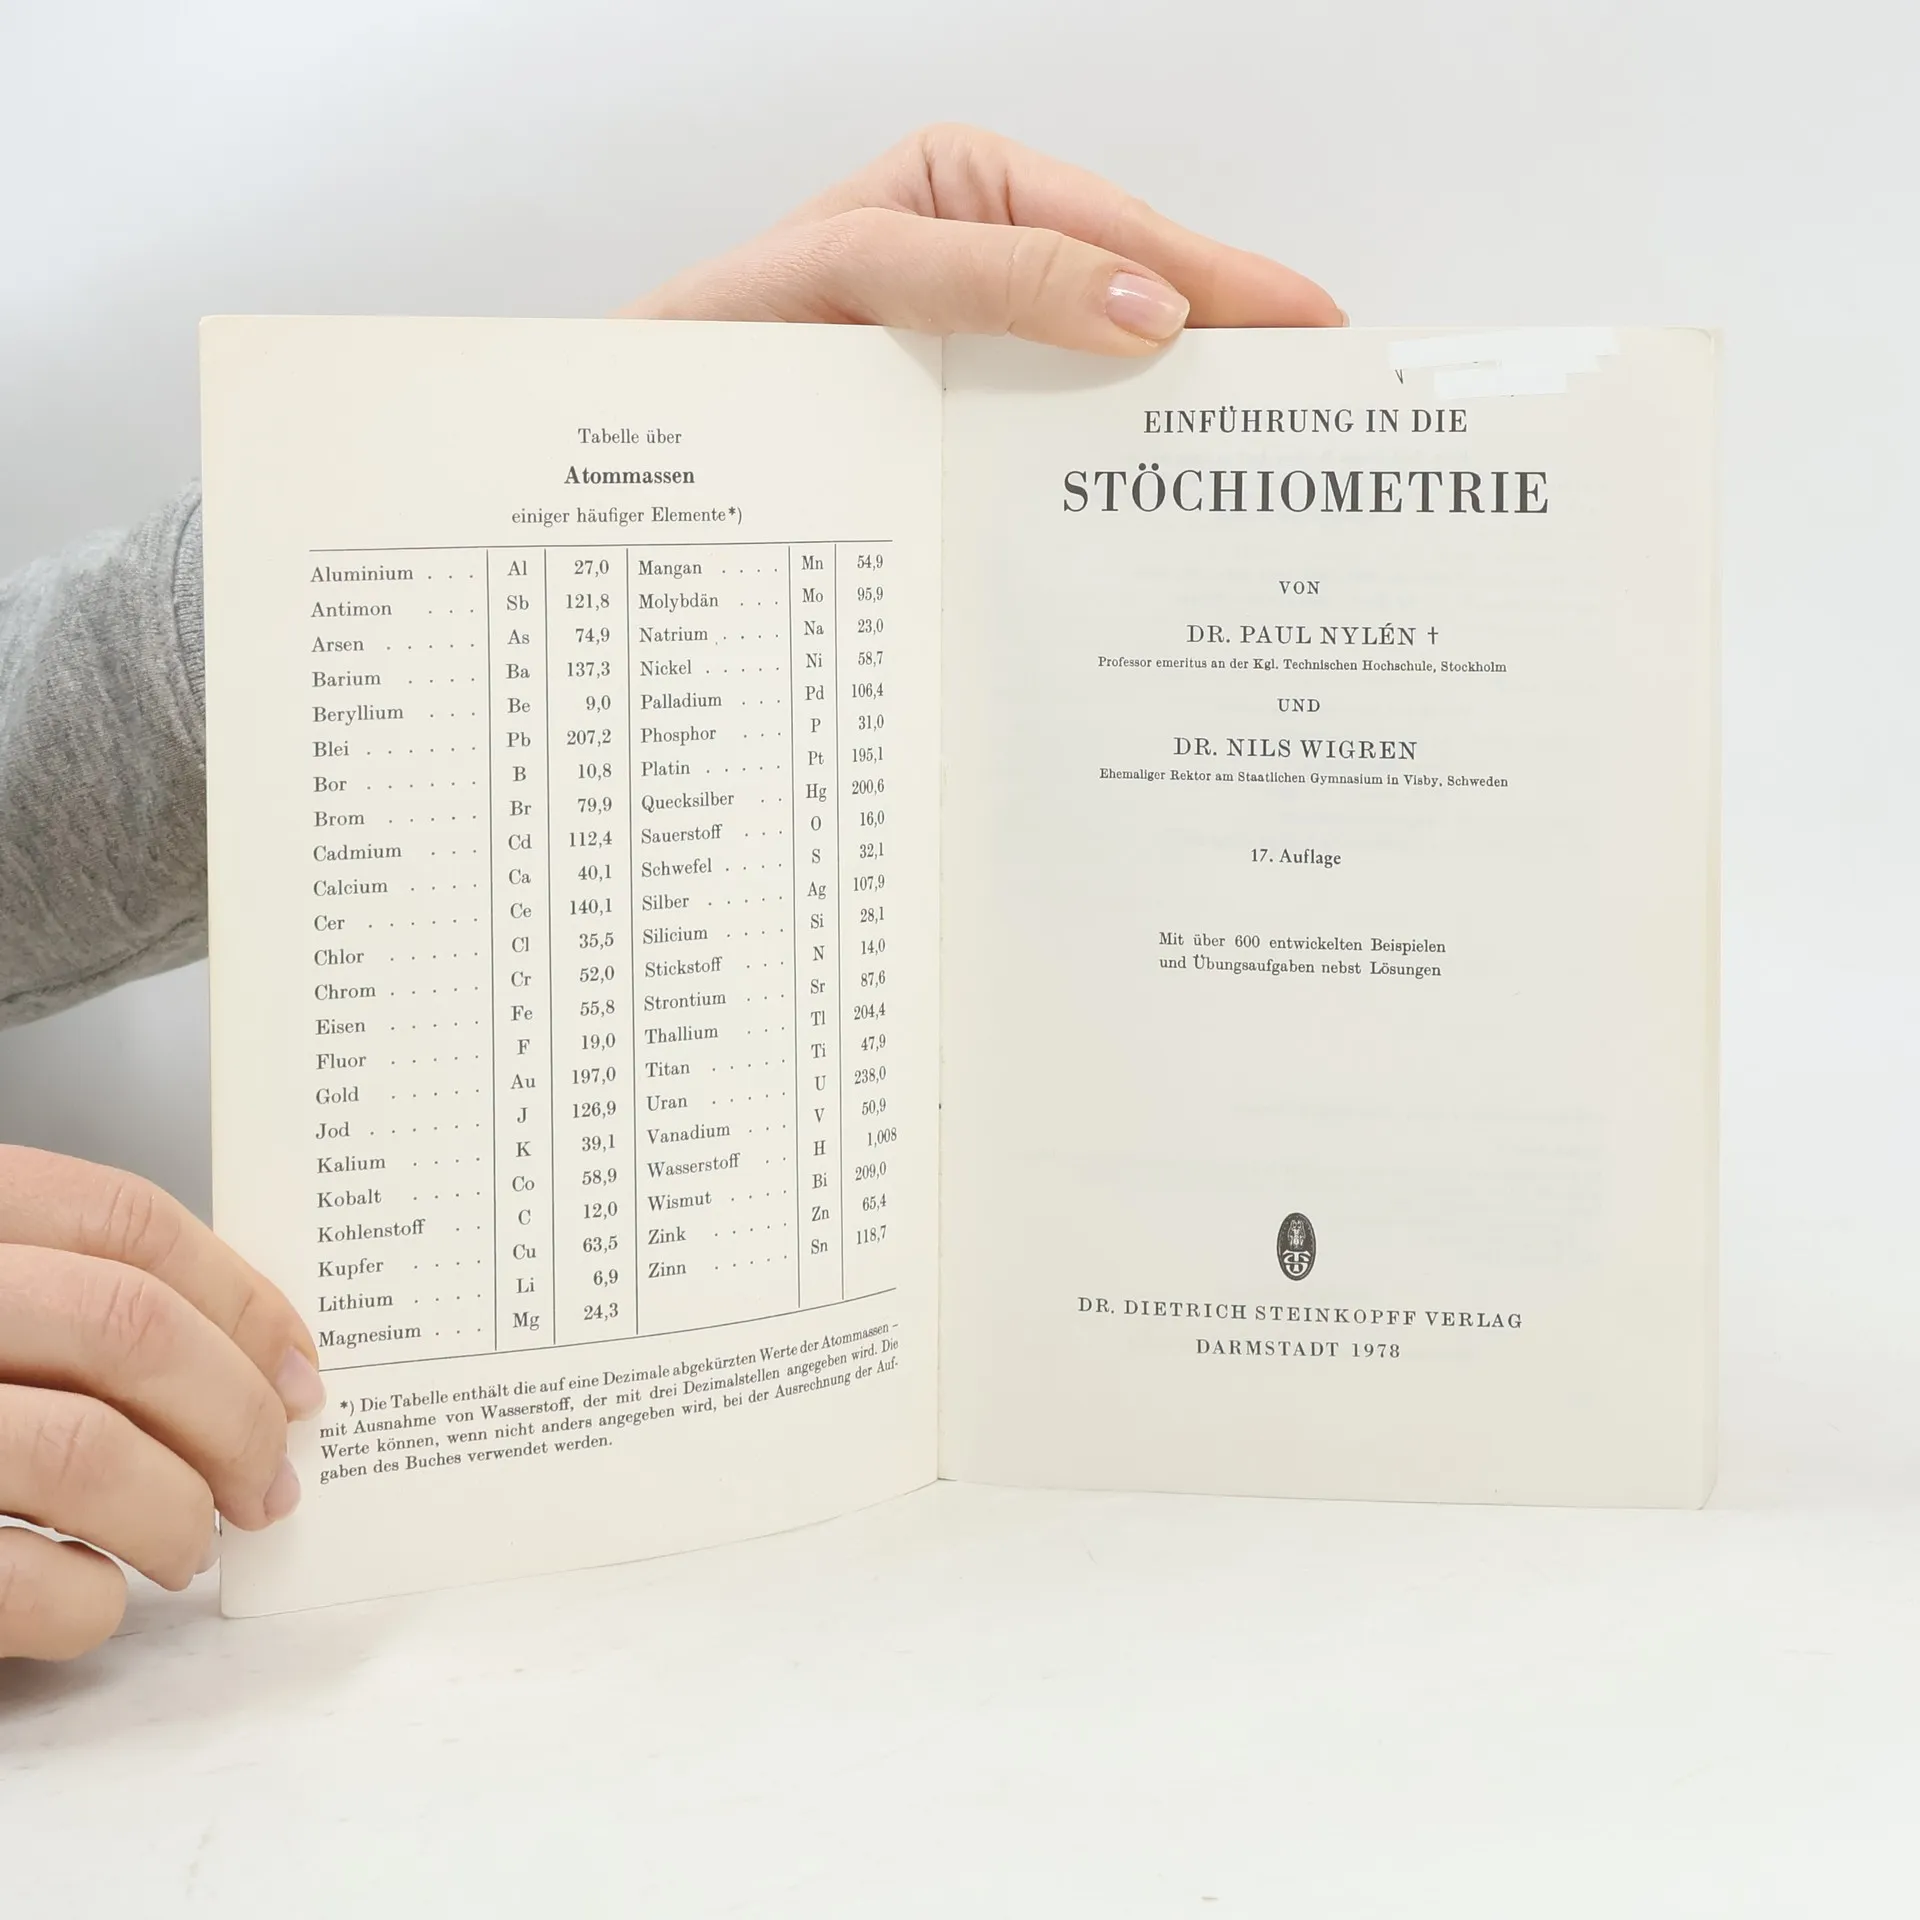 Tabelle über
Atommassen
einiger häufiger Elemente*)
Aluminium . . . Al 27,0 Mangan . . . . Mn 54,9
Antimon . . . Sb 121,8 Molybdän . . . Mo 95,9
Arsen . . . . . As 74,9 Natrium . . . . Na 23,0
Barium . . . . Ba 137,3 Nickel . . . . . Ni 58,7
Beryllium . . . Be 9,0 Palladium . . . Pd 106,4
Blei . . . . . . Pb 207,2 Phosphor . . . P 31,0
Bor . . . . . . B 10,8 Platin . . . . . Pt 195,1
Brom . . . . . Br 79,9 Quecksilber . . Hg 200,6
Cadmium . . . Cd 112,4 Sauerstoff . . . O 16,0
Calcium . . . . Ca 40,1 Schwefel . . . . S 32,1
Cer . . . . . . Ce 140,1 Silber . . . . . Ag 107,9
Chlor . . . . . Cl 35,5 Silicium . . . . Si 28,1
Chrom . . . . . Cr 52,0 Stickstoff . . . N 14,0
Eisen . . . . . Fe 55,8 Strontium . . . Sr 87,6
Fluor . . . . . F 19,0 Thallium . . . Tl 204,4
Gold . . . . . Au 197,0 Titan . . . . . Ti 47,9
Jod . . . . . . J 126,9 Uran . . . . . U 238,0
Kalium . . . . K 39,1 Vanadium . . . V 50,9
Kobalt . . . . Co 58,9 Wasserstoff . . H 1,008
Kohlenstoff . . C 12,0 Wismut . . . . Bi 209,0
Kupfer . . . . Cu 63,5 Zink . . . . . Zn 65,4
Lithium . . . . Li 6,9 Zinn . . . . . Sn 118,7
Magnesium . . . Mg 24,3
*) Die Tabelle enthält die auf eine Dezimale abgekürzten Werte der Atommassen –
mit Ausnahme von Wasserstoff, der mit drei Dezimalstellen angegeben wird. Die
Werte können, wenn nicht anders angegeben wird, bei der Ausrechnung der Auf-
gaben des Buches verwendet werden.
EINFÜHRUNG IN DIE
STÖCHIOMETRIE
VON
DR. PAUL NYLÉN †
Professor emeritus an der Kgl. Technischen Hochschule, Stockholm
UND
DR. NILS WIGREN
Ehemaliger Rektor am Staatlichen Gymnasium in Visby, Schweden
17. Auflage
Mit über 600 entwickelten Beispielen
und Übungsaufgaben nebst Lösungen
DR. DIETRICH STEINKOPFF VERLAG
DARMSTADT 1978